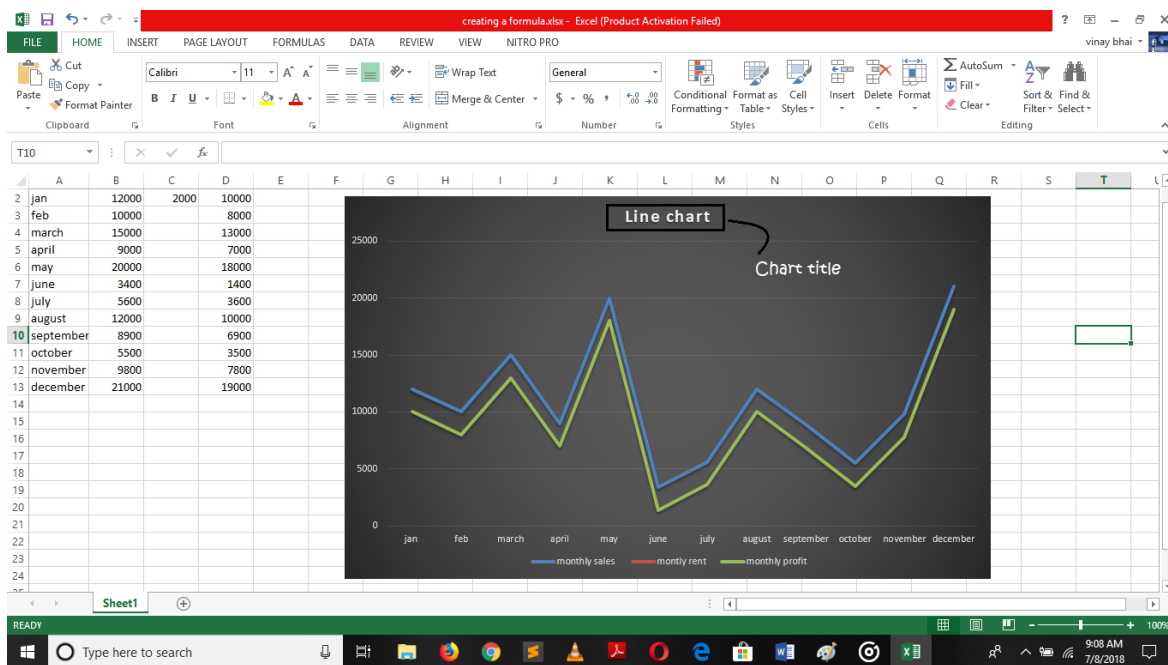 creating a formula.xlsx - Excel (Product Activation Failed)
FILE HOME INSERT PAGE LAYOUT FORMULAS DATA REVIEW VIEW NITRO PRO vinay bhai
Cut
Copy
Format Painter
Paste
Clipboard
Calibri 11
B I U
Font
Wrap Text
Merge & Center
Alignment
General
$ % ,
Number
Conditional Formatting
Format as Table
Cell Styles
Styles
Insert Delete Format
Cells
AutoSum
Fill
Clear
Sort & Filter
Find & Select
Editing
T10 fx
A B C D E F G H I J K L M N O P Q R S T
2 jan 12000 2000 10000
3 feb 10000 8000
4 march 15000 13000
5 april 9000 7000
6 may 20000 18000
7 june 3400 1400
8 july 5600 3600
9 august 12000 10000
10 september 8900 6900
11 october 5500 3500
12 november 9800 7800
13 december 21000 19000
14
15
16
17
18
19
20
21
22
23
24
Line chart
Chart title
25000
20000
15000
10000
5000
0
jan feb march april may june july august september october november december
monthly sales montly rent monthly profit
Sheet1
READY 100%
Type here to search
9:08 AM
7/8/2018